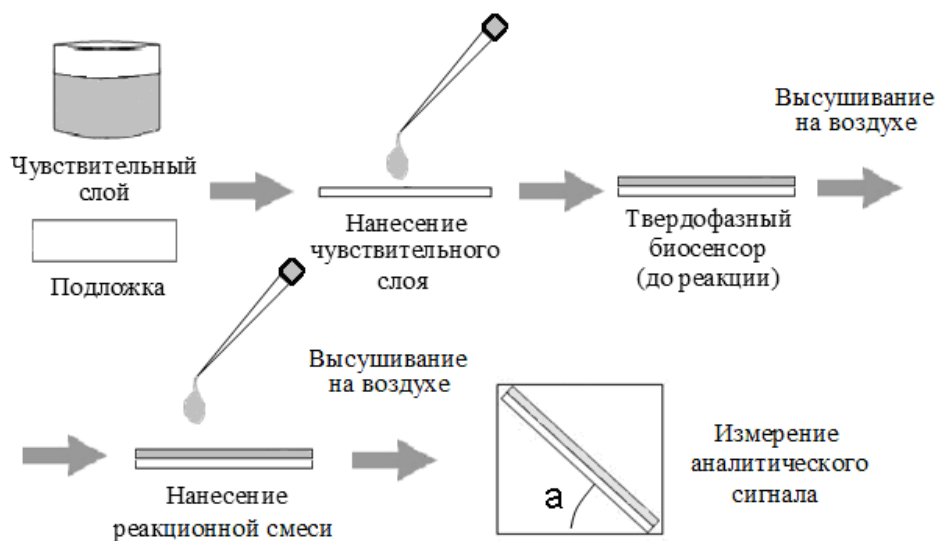 Чувствительный
слой
Подложка
Нанесение
чувствительного
слоя
Твердофазный
биосенсор
(до реакции)
Высушивание
на воздухе
Нанесение
реакционной смеси
Высушивание
на воздухе
a
Измерение
аналитического
сигнала